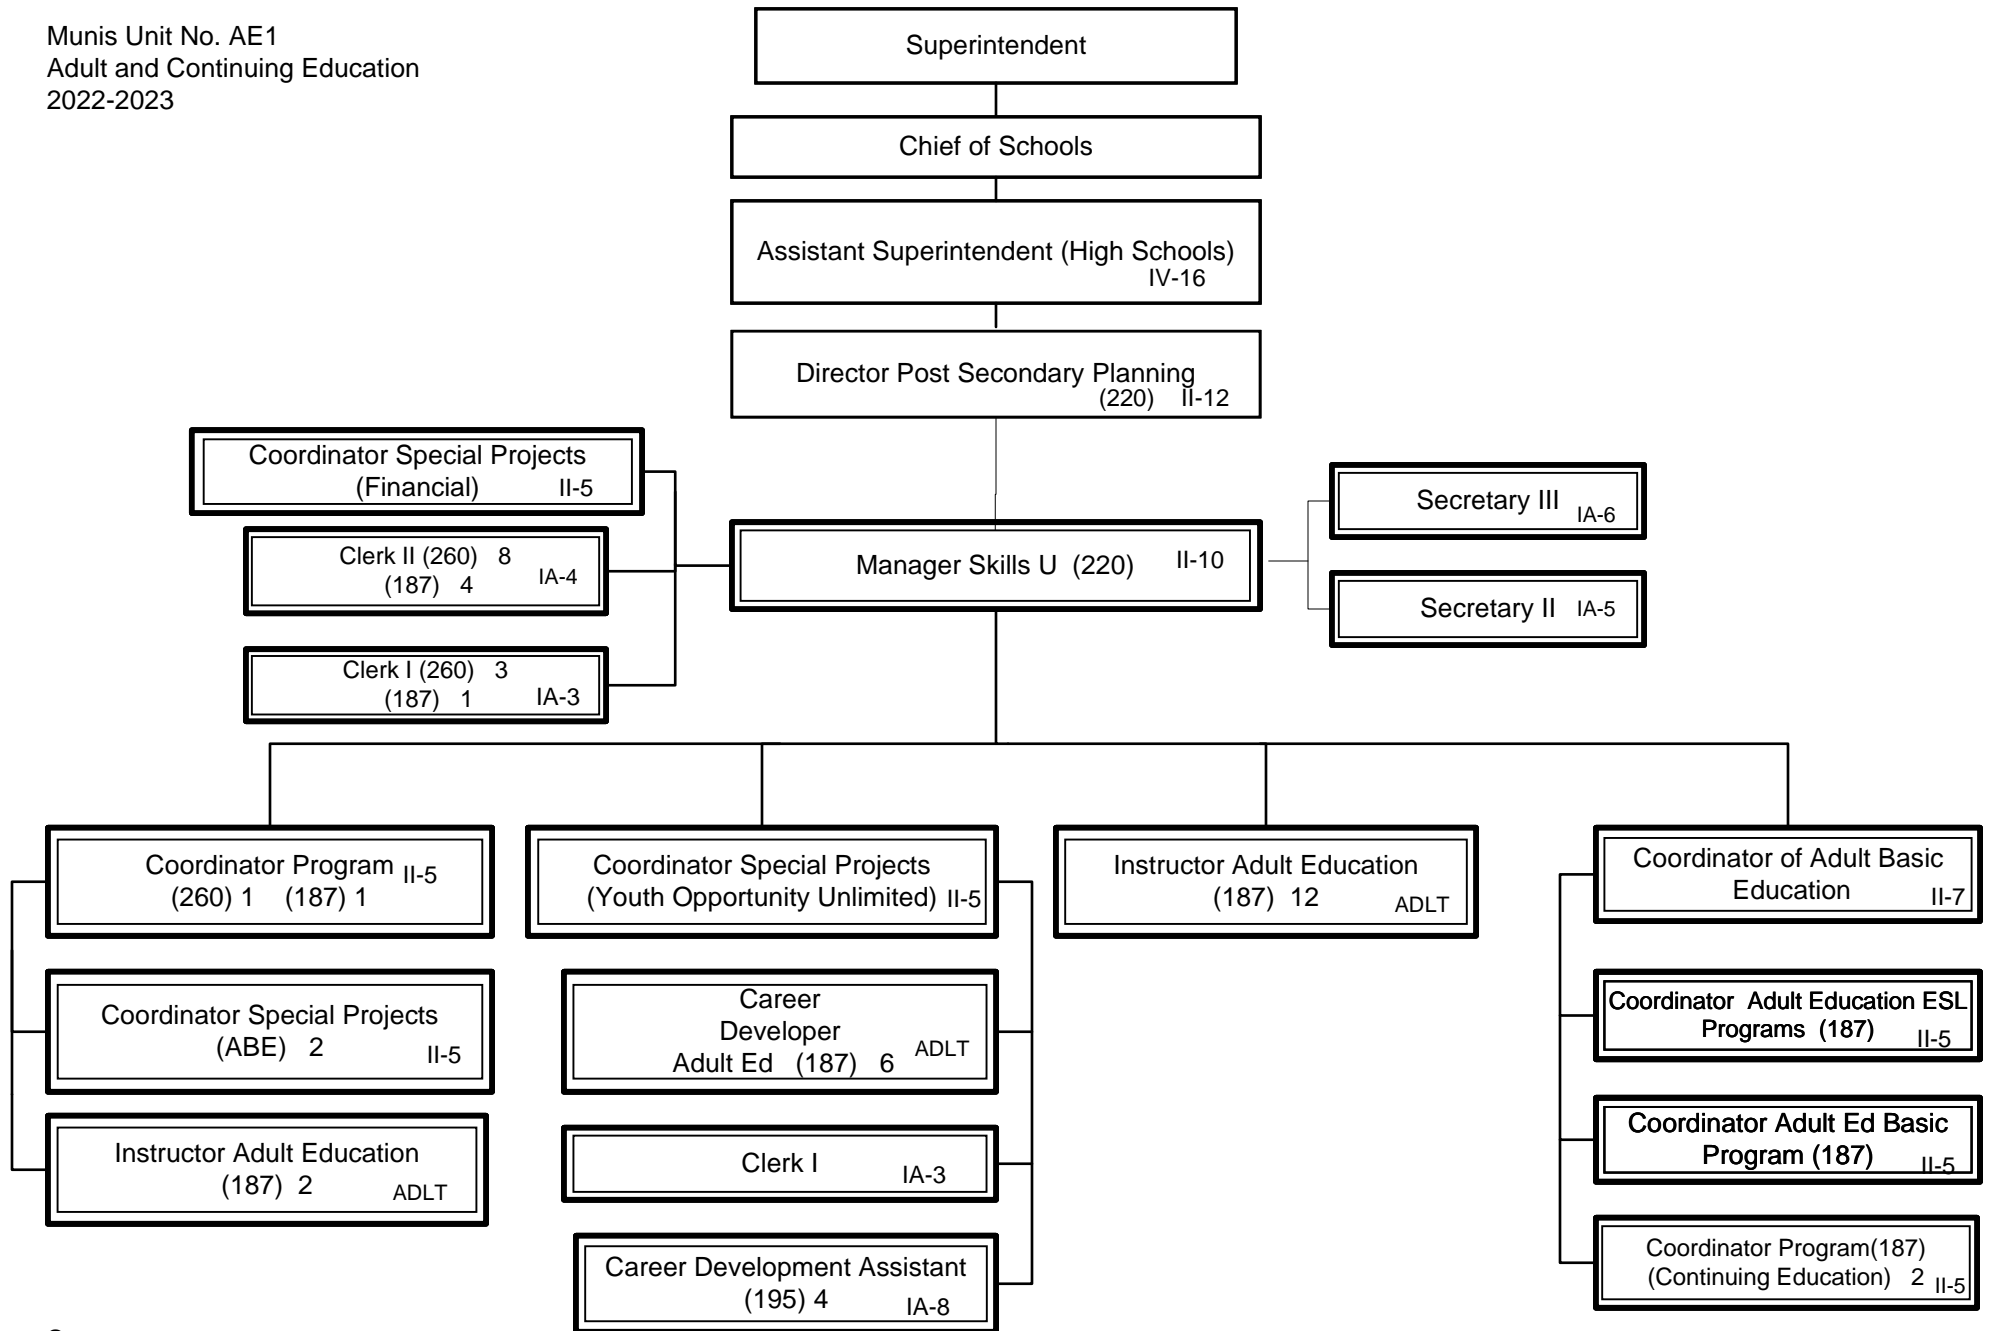 Munis Unit No. AE1
Adult and Continuing Education
2022-2023
Superintendent
Chief of Schools
Assistant Superintendent (High Schools)
IV-16
Director Post Secondary Planning
(220) II-12
Coordinator Special Projects
(Financial) II-5
Clerk II (260) 8
(187) 4 IA-4
Clerk I (260) 3
(187) 1 IA-3
Manager Skills U (220) II-10
Secretary III IA-6
Secretary II IA-5
Coordinator Program II-5
(260) 1 (187) 1
Coordinator Special Projects
(ABE) 2 II-5
Instructor Adult Education
(187) 2 ADLT
Coordinator Special Projects
(Youth Opportunity Unlimited) II-5
Career
Developer
Adult Ed (187) 6 ADLT
Clerk I IA-3
Career Development Assistant
(195) 4 IA-8
Instructor Adult Education
(187) 12 ADLT
Coordinator of Adult Basic
Education II-7
Coordinator Adult Education ESL
Programs (187) II-5
Coordinator Adult Ed Basic
Program (187) II-5
Coordinator Program(187)
(Continuing Education) 2 II-5